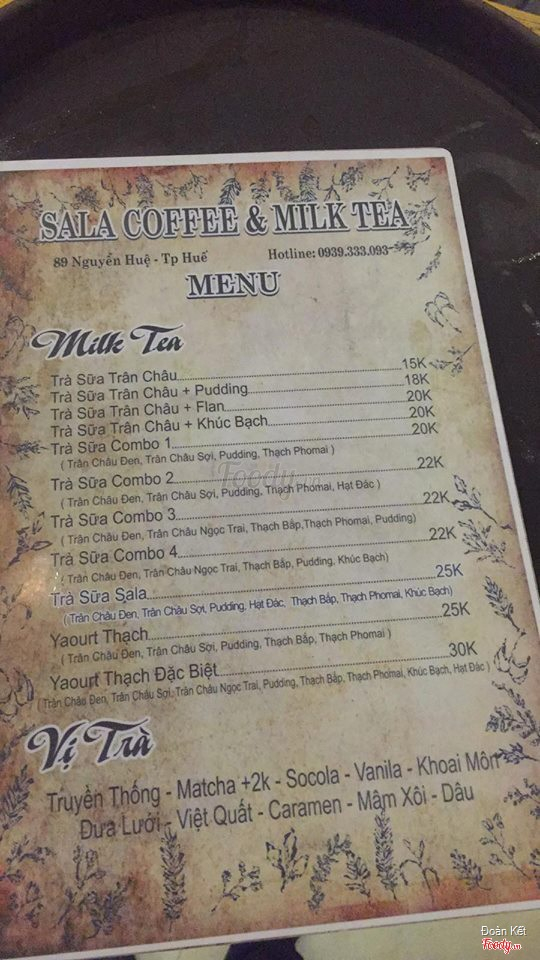 SALA COFFEE & MILK TEA
89 Nguyễn Huệ - Tp Huế Hotline: 0939.333.093
MENU
Milk Tea
Trà Sữa Trân Châu 15K
Trà Sữa Trân Châu + Pudding 18K
Trà Sữa Trân Châu + Flan 20K
Trà Sữa Trân Châu + Khúc Bạch 20K
Trà Sữa Combo 1 20K
( Trân Châu Đen, Trân Châu Sợi, Pudding, Thạch Phomai )
Trà Sữa Combo 2 22K
( Trân Châu Đen, Trân Châu Sợi, Pudding, Thạch Phomai, Hạt Đác )
Trà Sữa Combo 3 22K
( Trân Châu Đen, Trân Châu Ngọc Trai, Thạch Bắp,Thạch Phomai, Pudding)
Trà Sữa Combo 4 22K
( Trân Châu Đen, Trân Châu Ngọc Trai, Thạch Bắp, Pudding, Khúc Bạch)
Trà Sữa Sala 25K
( Trân Châu Đen, Trân Châu Sợi, Pudding, Hạt Đác, Thạch Bắp, Thạch Phomai, Khúc Bạch)
Yaourt Thạch 25K
( Trân Châu Đen, Trân Châu Sợi, Pudding, Thạch Bắp, Thạch Phomai )
Yaourt Thạch Đặc Biệt 30K
( Trân Châu Đen, Trân Châu Sợi, Trân Châu Ngọc Trai, Pudding, Thạch Bắp, Thạch Phomai, Khúc Bạch, Hạt Đác )
Vị Trà
Truyền Thống - Matcha +2k - Socola - Vanila - Khoai Môn
Dưa Lưới - Việt Quất - Caramen - Mâm Xôi - Dâu
Foody.vn
Đoàn Kết
Foody.vn